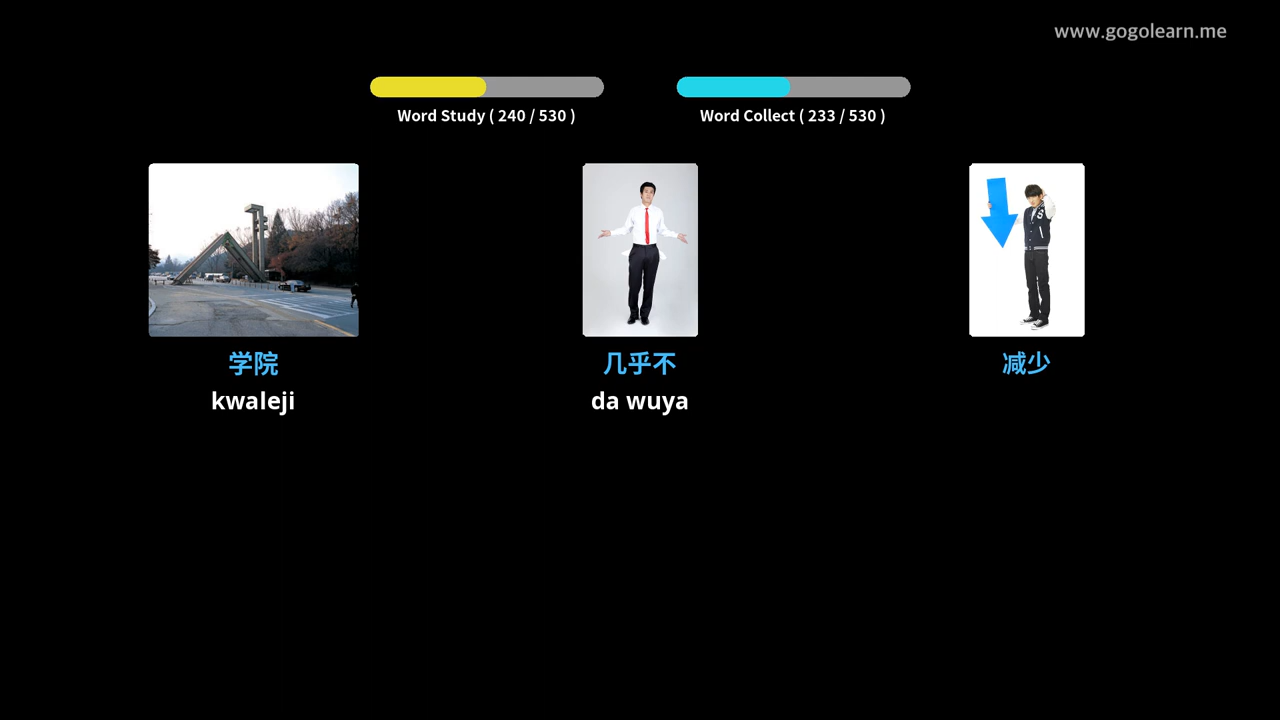 www.gogolearn.me
Word Study ( 240 / 530 )
Word Collect ( 233 / 530 )
学院
几乎不
减少
kwaleji
da wuya